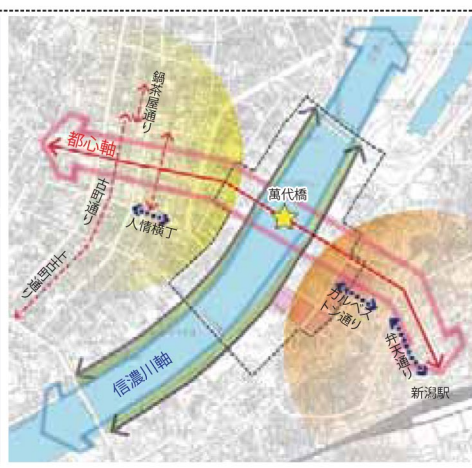 鍋茶屋通り
都心軸
古町通り
人情横丁
上古町通り
萬代橋
ガルベス
トン通り
弁天通り
新潟駅
信濃川軸